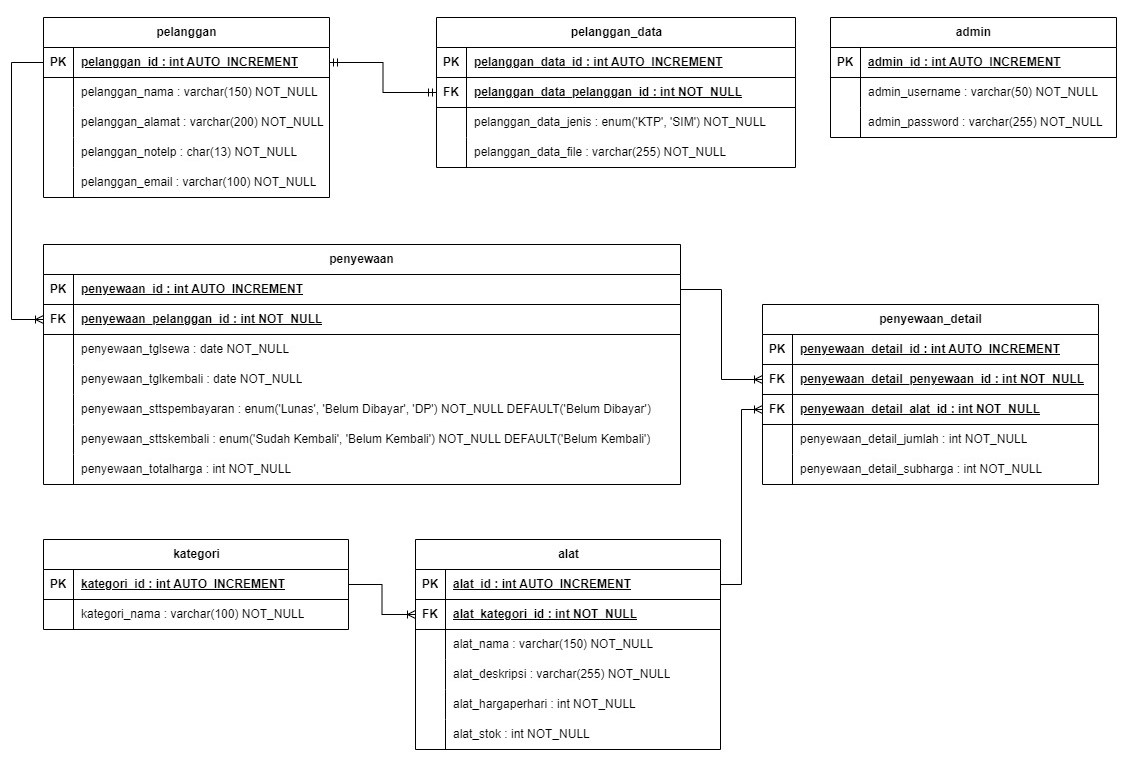 pelanggan
PK pelanggan_id : int AUTO_INCREMENT
pelanggan_nama : varchar(150) NOT_NULL
pelanggan_alamat : varchar(200) NOT_NULL
pelanggan_notelp : char(13) NOT_NULL
pelanggan_email : varchar(100) NOT_NULL
pelanggan_data
PK pelanggan_data_id : int AUTO_INCREMENT
FK pelanggan_data_pelanggan_id : int NOT_NULL
pelanggan_data_jenis : enum('KTP', 'SIM') NOT_NULL
pelanggan_data_file : varchar(255) NOT_NULL
admin
PK admin_id : int AUTO_INCREMENT
admin_username : varchar(50) NOT_NULL
admin_password : varchar(255) NOT_NULL
penyewaan
PK penyewaan_id : int AUTO_INCREMENT
FK penyewaan_pelanggan_id : int NOT_NULL
penyewaan_tglsewa : date NOT_NULL
penyewaan_tglkembali : date NOT_NULL
penyewaan_sttspembayaran : enum('Lunas', 'Belum Dibayar', 'DP') NOT_NULL DEFAULT('Belum Dibayar')
penyewaan_sttskembali : enum('Sudah Kembali', 'Belum Kembali') NOT_NULL DEFAULT('Belum Kembali')
penyewaan_totalharga : int NOT_NULL
penyewaan_detail
PK penyewaan_detail_id : int AUTO_INCREMENT
FK penyewaan_detail_penyewaan_id : int NOT_NULL
FK penyewaan_detail_alat_id : int NOT_NULL
penyewaan_detail_jumlah : int NOT_NULL
penyewaan_detail_subharga : int NOT_NULL
kategori
PK kategori_id : int AUTO_INCREMENT
kategori_nama : varchar(100) NOT_NULL
alat
PK alat_id : int AUTO_INCREMENT
FK alat_kategori_id : int NOT_NULL
alat_nama : varchar(150) NOT_NULL
alat_deskripsi : varchar(255) NOT_NULL
alat_hargaperhari : int NOT_NULL
alat_stok : int NOT_NULL